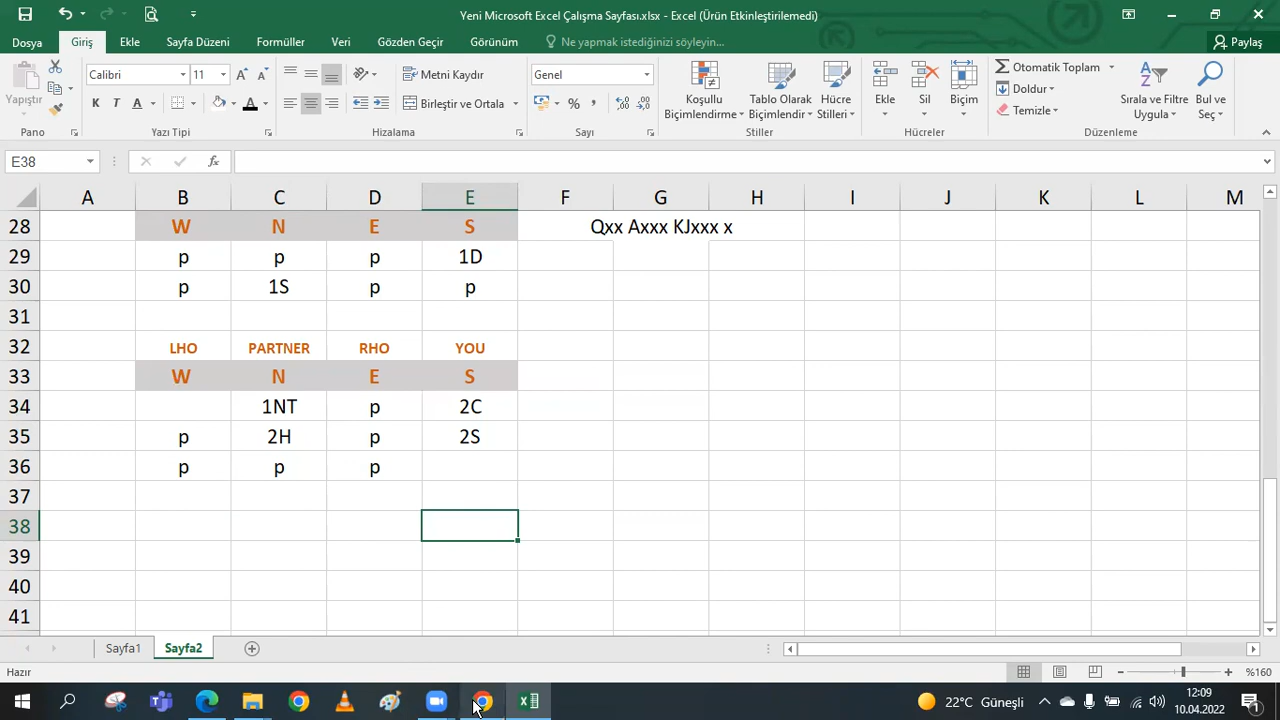 Yeni Microsoft Excel Çalışma Sayfası.xlsx - Excel (Ürün Etkinleştirilemedi)
Dosya Giriş Ekle Sayfa Düzeni Formüller Veri Gözden Geçir Görünüm Ne yapmak istediğinizi söyleyin... Paylaş
Yapıştır
Calibri 11
K T A
A
Metni Kaydır
Birleştir ve Ortala
Genel
%
Koşullu Biçimlendirme
Tablo Olarak Biçimlendir
Hücre Stilleri
Ekle Sil Biçim
Otomatik Toplam
Doldur
Temizle
Sırala ve Filtre Uygula
Bul ve Seç
Pano Yazı Tipi Hizalama Sayı Stiller Hücreler Düzenleme
E38 fx
A B C D E F G H I J K L M
28 W N E S Qxx Axxx KJxxx x
29 p p p 1D
30 p 1S p p
31
32 LHO PARTNER RHO YOU
33 W N E S
34 1NT p 2C
35 p 2H p 2S
36 p p p
37
38
39
40
41
Sayfa1 Sayfa2
Hazır %160
22°C Güneşli 12:09
10.04.2022
1